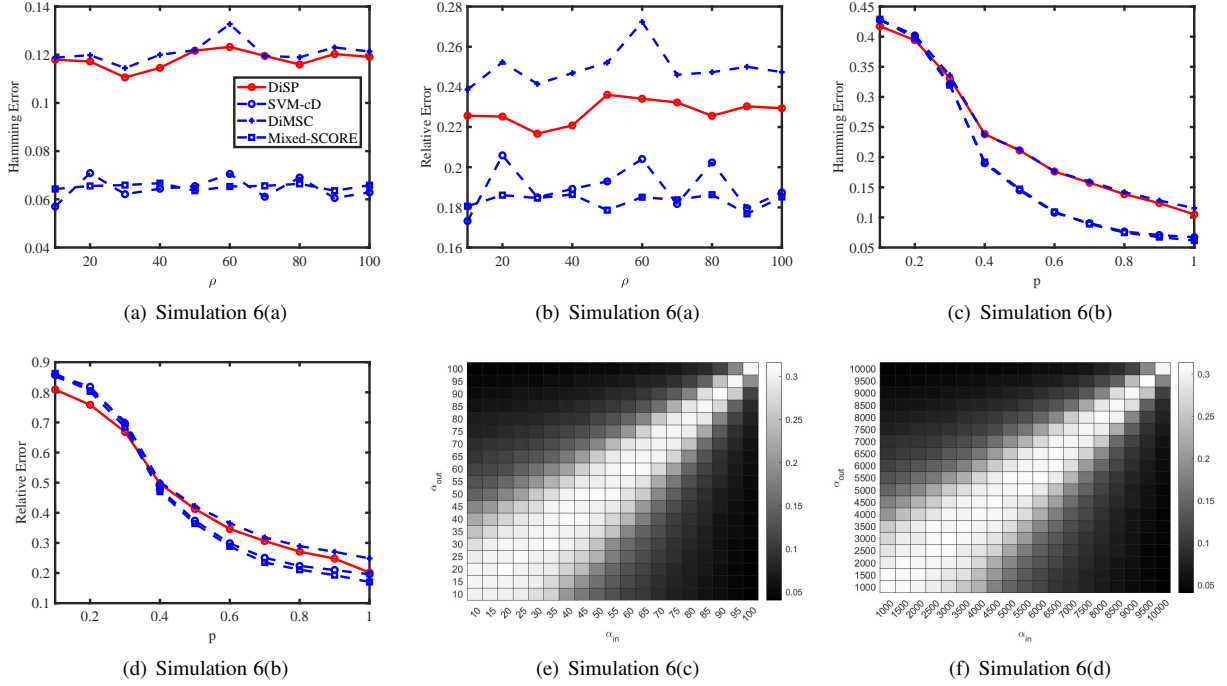 0.14
0.12
0.1
0.08
0.06
0.04
Hamming Error
DiSP
SVM-cD
DiMSC
Mixed-SCORE
20 40 60 80 100
ρ
(a) Simulation 6(a)
0.28
0.26
0.24
0.22
0.2
0.18
0.16
Relative Error
20 40 60 80 100
ρ
(b) Simulation 6(a)
0.45
0.4
0.35
0.3
0.25
0.2
0.15
0.1
0.05
Hamming Error
0.2 0.4 0.6 0.8 1
p
(c) Simulation 6(b)
0.9
0.8
0.7
0.6
0.5
0.4
0.3
0.2
0.1
Relative Error
0.2 0.4 0.6 0.8 1
p
(d) Simulation 6(b)
100
95
90
85
80
75
70
65
60
55
50
45
40
35
30
25
20
15
10
α_out
10 15 20 25 30 35 40 45 50 55 60 65 70 75 80 85 90 95 100
α_in
0.3
0.25
0.2
0.15
0.1
0.05
(e) Simulation 6(c)
10000
9500
9000
8500
8000
7500
7000
6500
6000
5500
5000
4500
4000
3500
3000
2500
2000
1500
1000
α_out
1000 1500 2000 2500 3000 3500 4000 4500 5000 5500 6000 6500 7000 7500 8000 8500 9000 9500 10000
α_in
0.3
0.25
0.2
0.15
0.1
0.05
(f) Simulation 6(d)